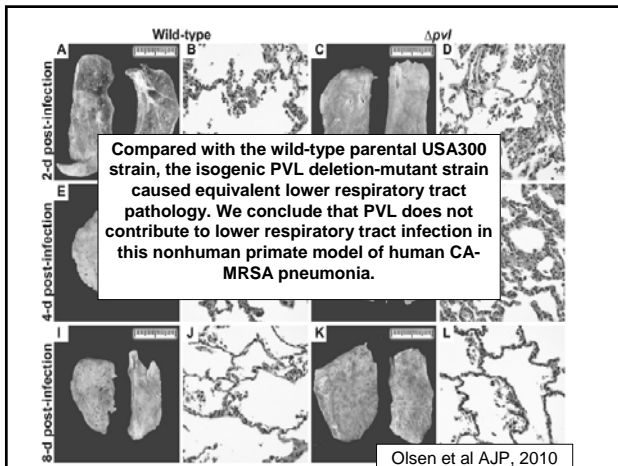 Wild-type Δpvl
A B C D
2-d post-infection
Compared with the wild-type parental USA300
strain, the isogenic PVL deletion-mutant strain
caused equivalent lower respiratory tract
pathology. We conclude that PVL does not
contribute to lower respiratory tract infection in
this nonhuman primate model of human CA-
MRSA pneumonia.
E
4-d post-infection
I J K L
8-d post-infection
Olsen et al AJP, 2010